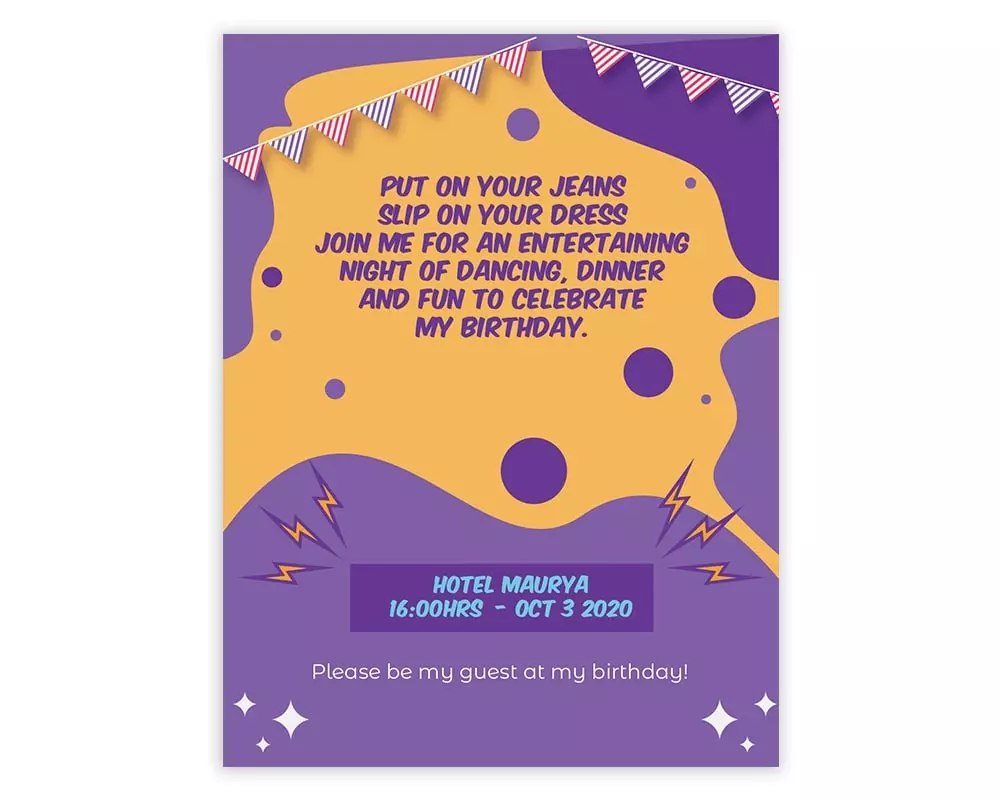 PUT ON YOUR JEANS
SLIP ON YOUR DRESS
JOIN ME FOR AN ENTERTAINING
NIGHT OF DANCING, DINNER
AND FUN TO CELEBRATE
MY BIRTHDAY.
HOTEL MAURYA
16:00HRS - OCT 3 2020
Please be my guest at my birthday!